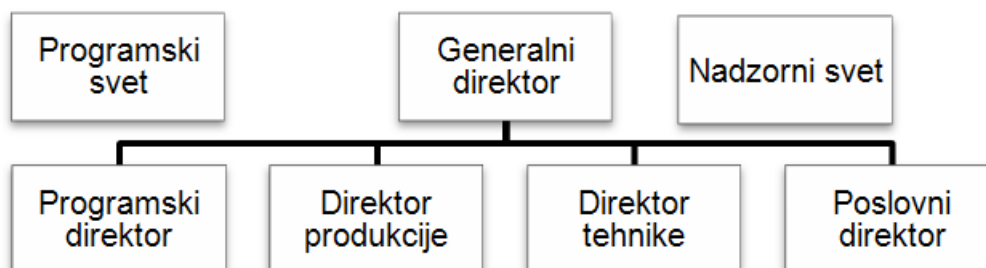 Programski
svet
Generalni
direktor
Nadzorni svet
Programski
direktor
Direktor
produkcije
Direktor
tehnike
Poslovni
direktor